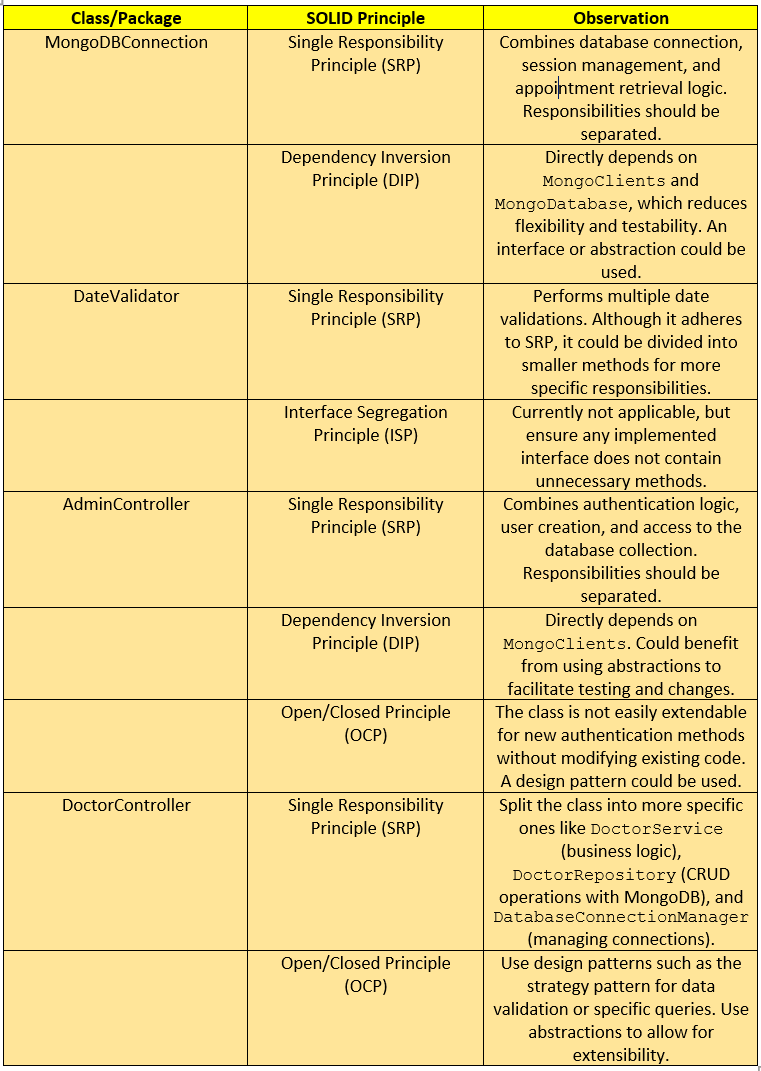 Class/Package SOLID Principle Observation
MongoDBConnection Single Responsibility Combines database connection,
Principle (SRP) session management, and
appointment retrieval logic.
Responsibilities should be
separated.
Dependency Inversion Directly depends on
Principle (DIP) MongoClients and
MongoDatabase, which reduces
flexibility and testability. An
interface or abstraction could be
used.
DateValidator Single Responsibility Performs multiple date
Principle (SRP) validations. Although it adheres
to SRP, it could be divided into
smaller methods for more
specific responsibilities.
Interface Segregation Currently not applicable, but
Principle (ISP) ensure any implemented
interface does not contain
unnecessary methods.
AdminController Single Responsibility Combines authentication logic,
Principle (SRP) user creation, and access to the
database collection.
Responsibilities should be
separated.
Dependency Inversion Directly depends on
Principle (DIP) MongoClients. Could benefit
from using abstractions to
facilitate testing and changes.
Open/Closed Principle The class is not easily extendable
(OCP) for new authentication methods
without modifying existing code.
A design pattern could be used.
DoctorController Single Responsibility Split the class into more specific
Principle (SRP) ones like DoctorService
(business logic),
DoctorRepository (CRUD
operations with MongoDB), and
DatabaseConnectionManager
(managing connections).
Open/Closed Principle Use design patterns such as the
(OCP) strategy pattern for data
validation or specific queries. Use
abstractions to allow for
extensibility.